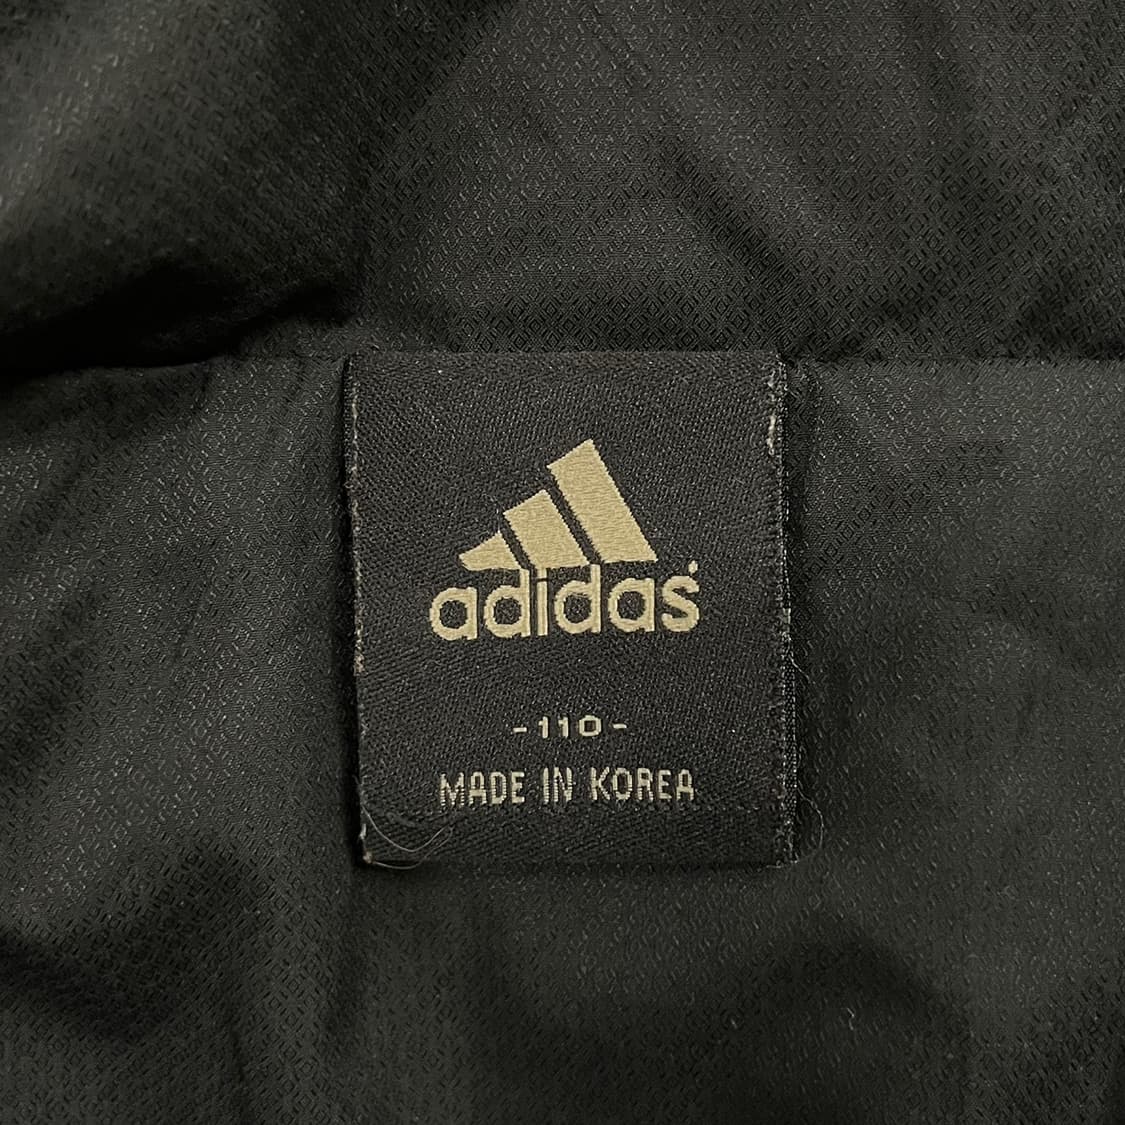 adidas
-110-
MADE IN KOREA